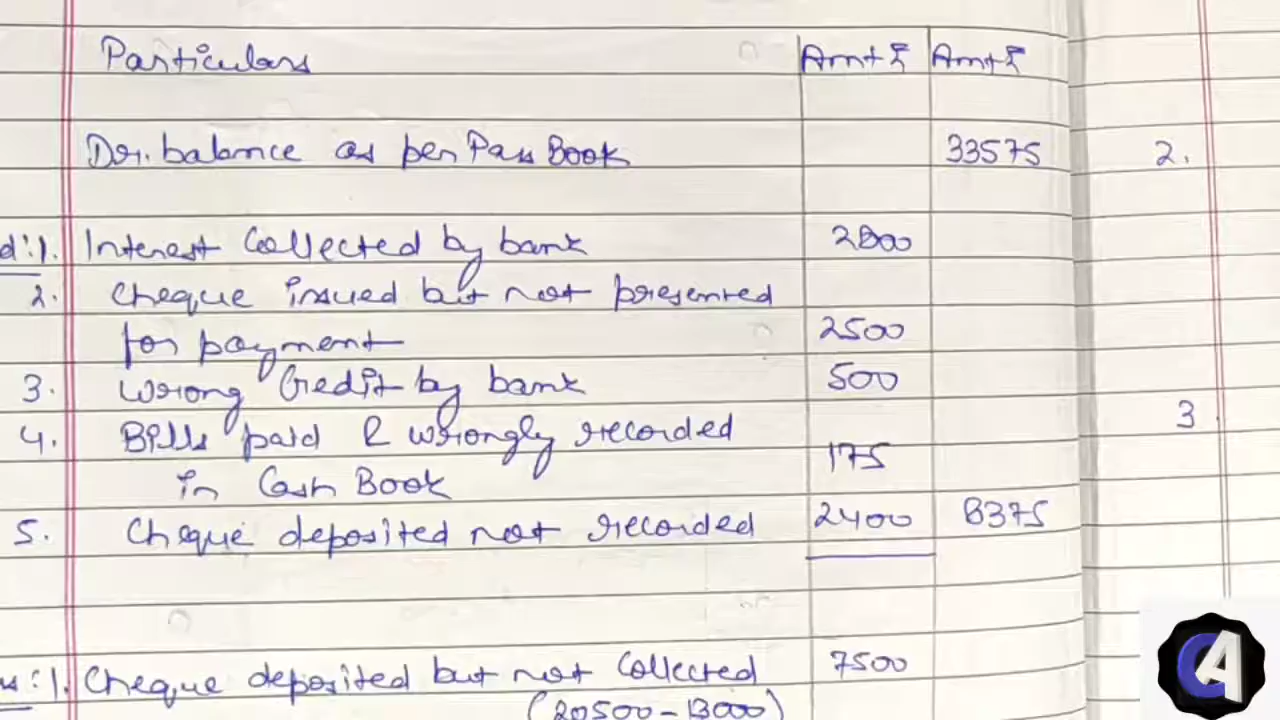 Particulars Amt ₹ Amt ₹
Dr. balance as per Pass Book 33575 2.
d:1. Interest Collected by bank 2800
2. Cheque issued but not presented
for payment 2500
3. Wrong Credit by bank 500
3.
4. Bills paid & wrongly recorded
in Cash Book 175
5. Cheque deposited not recorded 2400 8375
s:1. Cheque deposited but not Collected 7500
(20500-13000)
CA